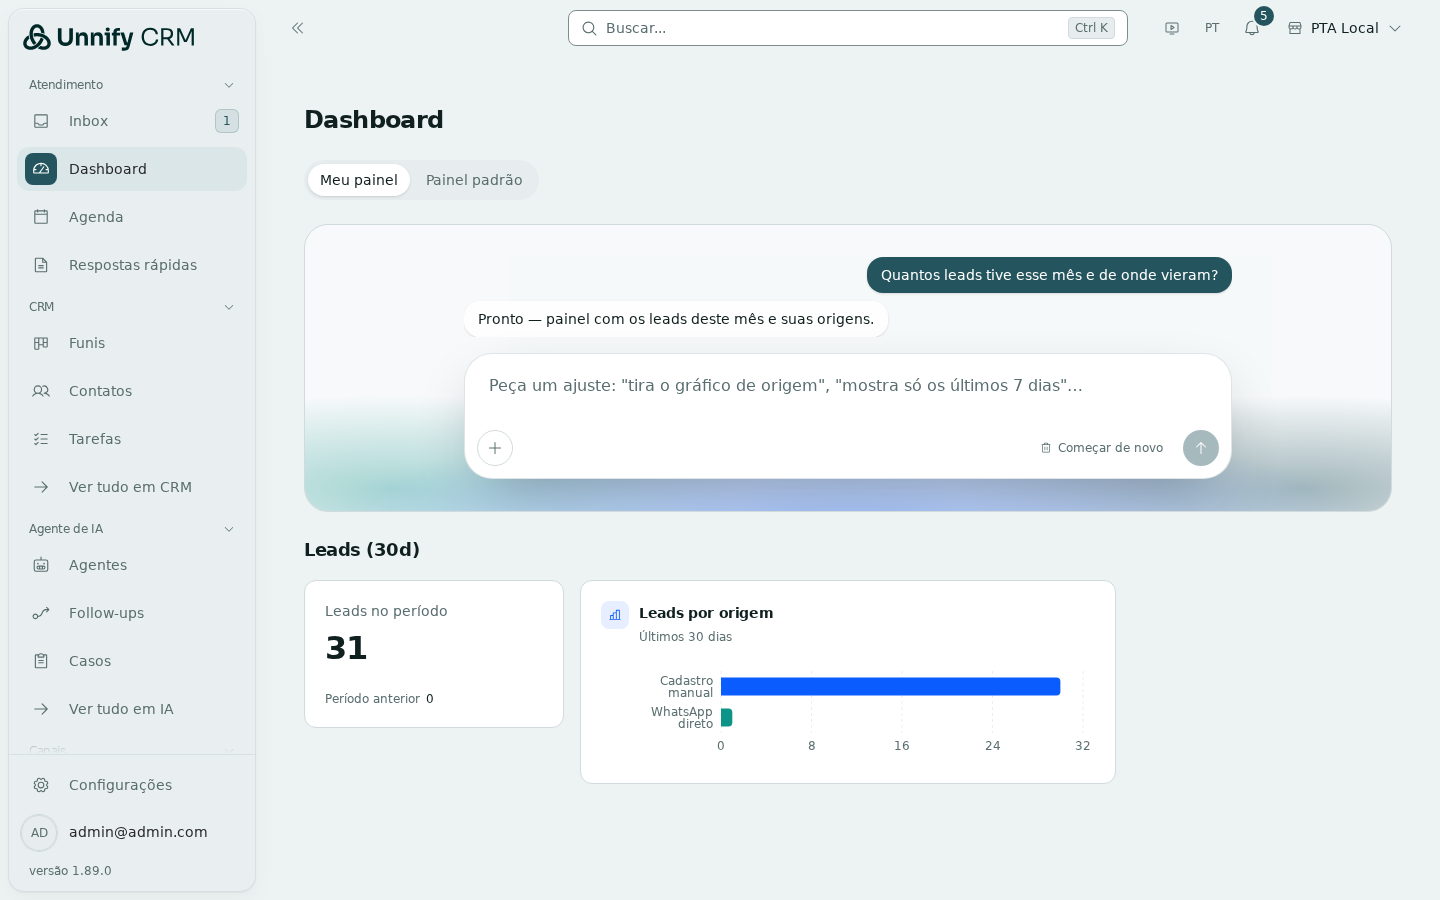 Unnify CRM
Buscar...
Ctrl K
PT
5
PTA Local
Atendimento
Inbox
1
Dashboard
Agenda
Respostas rápidas
CRM
Funis
Contatos
Tarefas
Ver tudo em CRM
Agente de IA
Agentes
Follow-ups
Casos
Ver tudo em IA
Canais
Configurações
AD
admin@admin.com
versão 1.89.0
Dashboard
Meu painel
Painel padrão
Quantos leads tive esse mês e de onde vieram?
Pronto — painel com os leads deste mês e suas origens.
Peça um ajuste: "tira o gráfico de origem", "mostra só os últimos 7 dias"...
Começar de novo
Leads (30d)
Leads no período
31
Período anterior 0
Leads por origem
Últimos 30 dias
Cadastro
manual
WhatsApp
direto
0 8 16 24 32